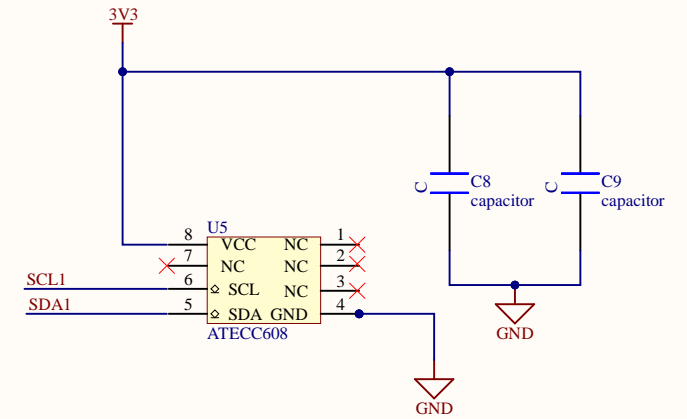 3V3
C
C8
capacitor
C
C9
capacitor
U5
8 VCC NC 1
7 NC NC 2
SCL1 6 SCL NC 3
SDA1 5 SDA GND 4
ATECC608
GND
GND